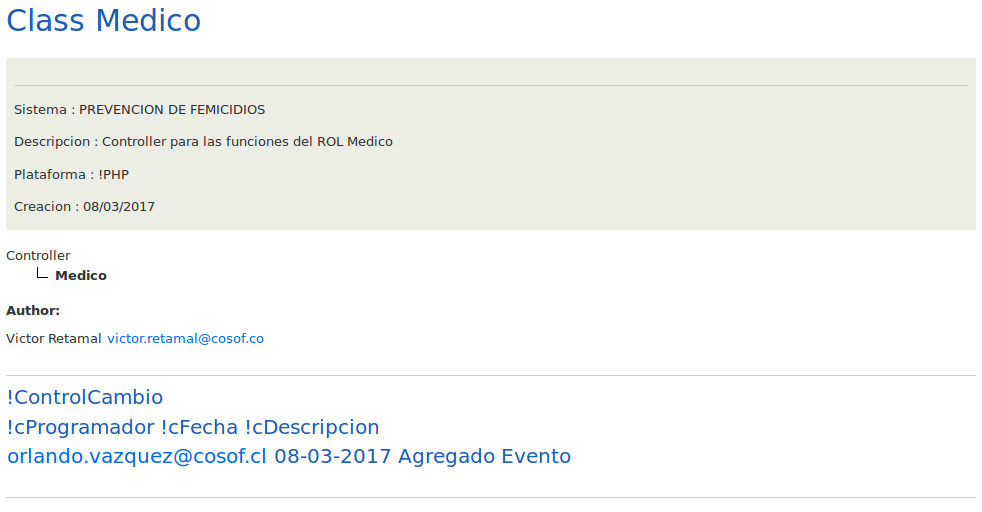 Class Medico
Sistema : PREVENCION DE FEMICIDIOS
Descripcion : Controller para las funciones del ROL Medico
Plataforma : !PHP
Creacion : 08/03/2017
Controller
Medico
Author:
Victor Retamal victor.retamal@cosof.co
!ControlCambio
!cProgramador !cFecha !cDescripcion
orlando.vazquez@cosof.cl 08-03-2017 Agregado Evento